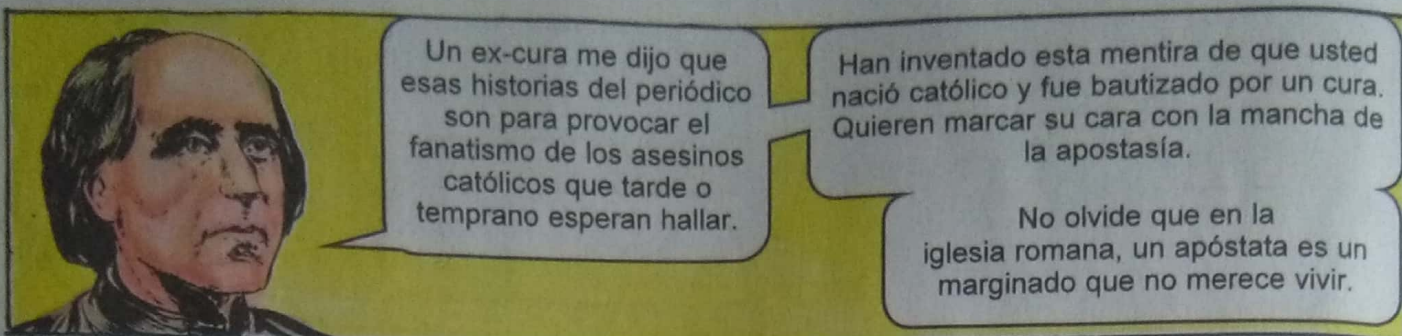 Un ex-cura me dijo que
esas historias del periódico
son para provocar el
fanatismo de los asesinos
católicos que tarde o
temprano esperan hallar.
Han inventado esta mentira de que usted
nació católico y fue bautizado por un cura.
Quieren marcar su cara con la mancha de
la apostasía.
No olvide que en la
iglesia romana, un apóstata es un
marginado que no merece vivir.